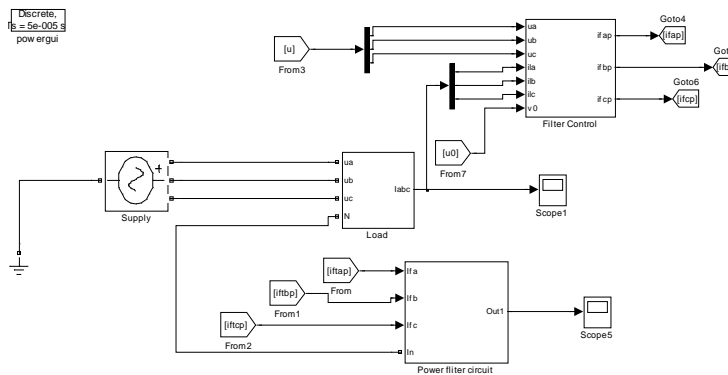 Discrete,
Ts = 5e-005 s
powergui
[u]
From3
ua
ub
uc
ila
ilb
ilc
v0
ifap
ifbp
ifcp
Filter Control
Goto4
[ifap]
Goto6
[ifcp]
[u0]
From7
Supply
ua
ub
uc
N
Iabc
Load
Scope1
[iftap]
From
[iftbp]
From1
[iftcp]
From2
Ifa
Ifb
Ifc
In
Out1
Power fliter circuit
Scope5